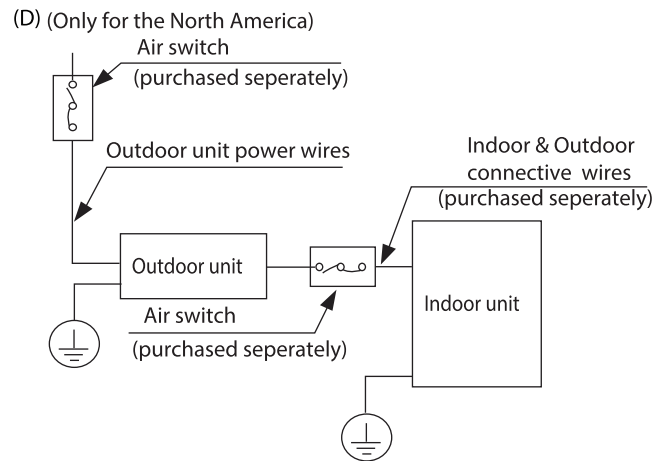 (D) (Only for the North America)
Air switch
(purchased seperately)
Outdoor unit power wires
Indoor & Outdoor
connective wires
(purchased seperately)
Outdoor unit
Indoor unit
Air switch
(purchased seperately)